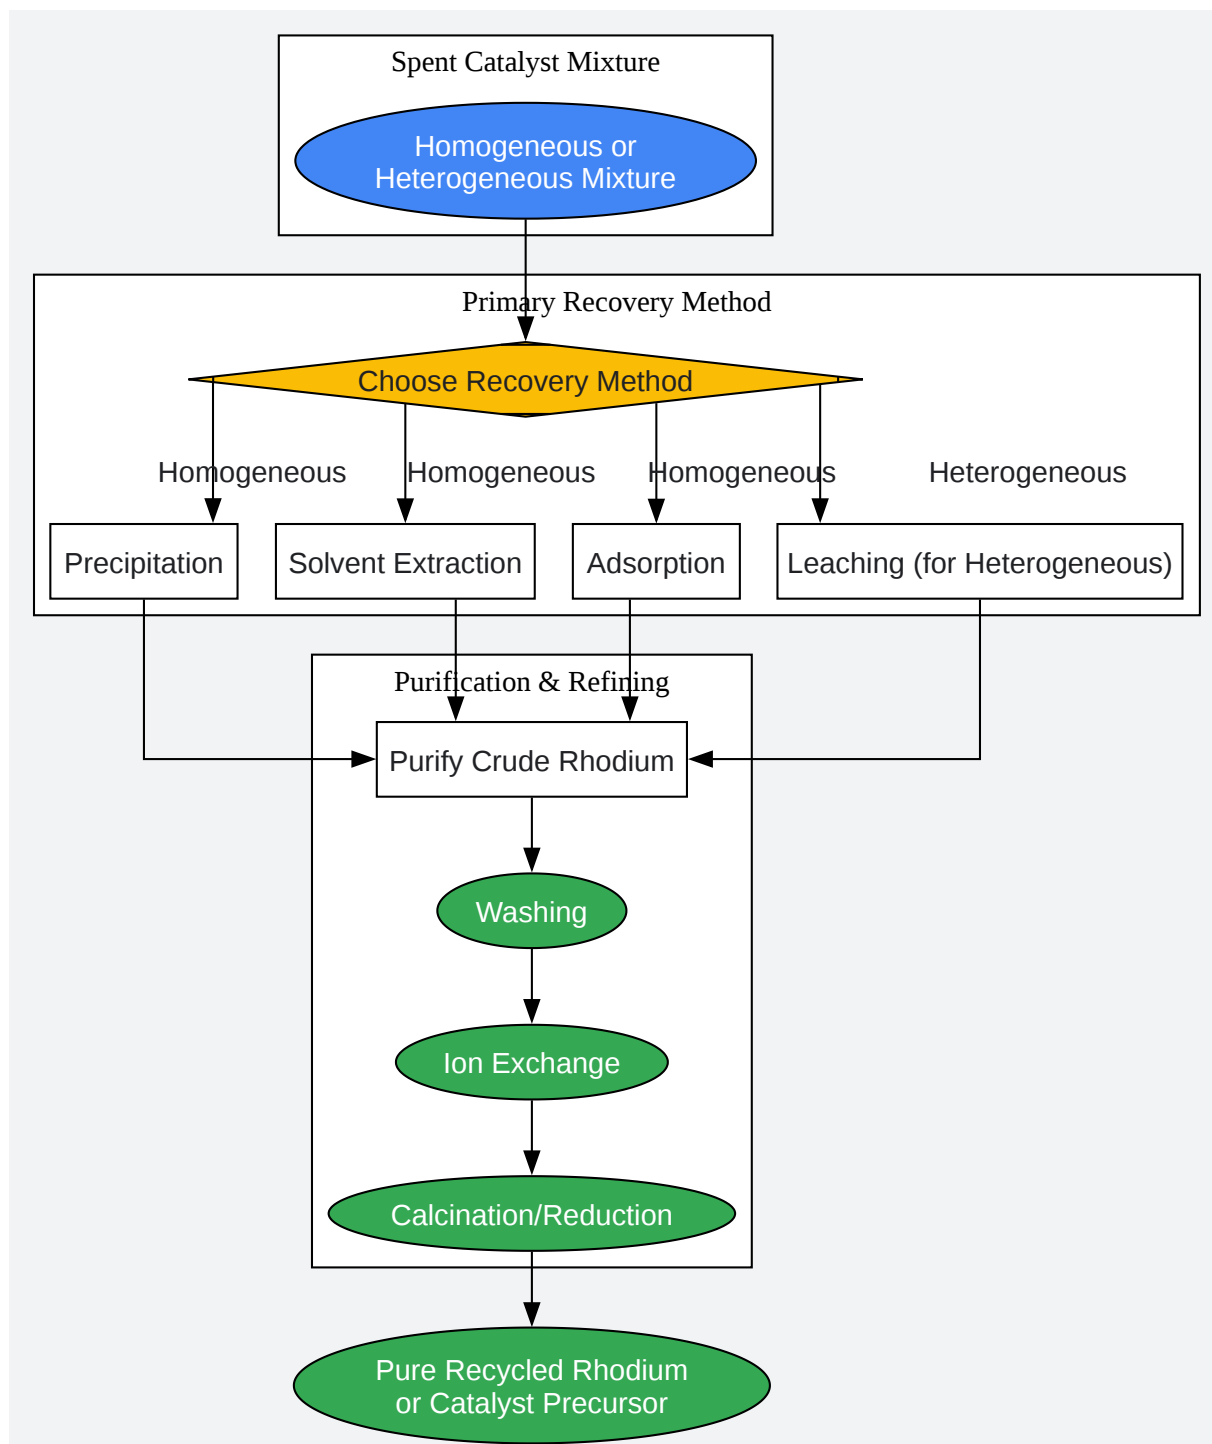 Spent Catalyst Mixture
Homogeneous or
Heterogeneous Mixture
Primary Recovery Method
Choose Recovery Method
Homogeneous
Homogeneous
Homogeneous
Heterogeneous
Precipitation
Solvent Extraction
Adsorption
Leaching (for Heterogeneous)
Purification & Refining
Purify Crude Rhodium
Washing
Ion Exchange
Calcination/Reduction
Pure Recycled Rhodium
or Catalyst Precursor